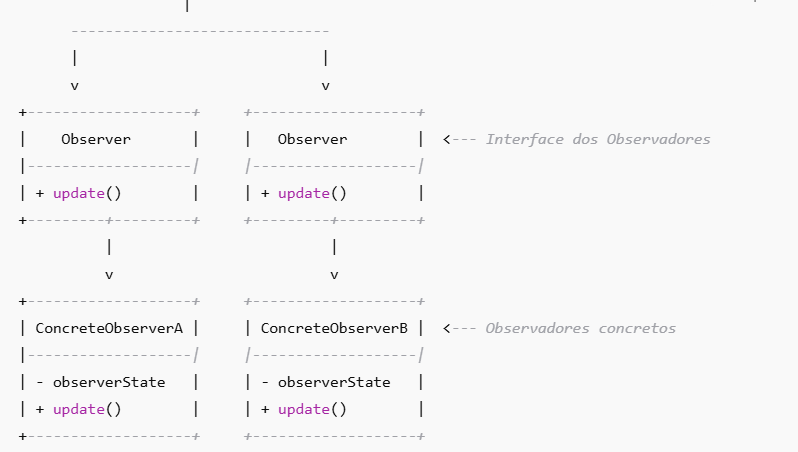 |
------------------------------
|                            |
v                            v
+-------------------+     +-------------------+
|    Observer       |     |   Observer        |  <--- Interface dos Observadores
|-------------------|     |-------------------|
| + update()        |     | + update()        |
+---------+---------+     +---------+---------+
|                         |
v                         v
+-------------------+     +-------------------+
| ConcreteObserverA |     | ConcreteObserverB |  <--- Observadores concretos
|-------------------|     |-------------------|
| - observerState   |     | - observerState   |
| + update()        |     | + update()        |
+-------------------+     +-------------------+